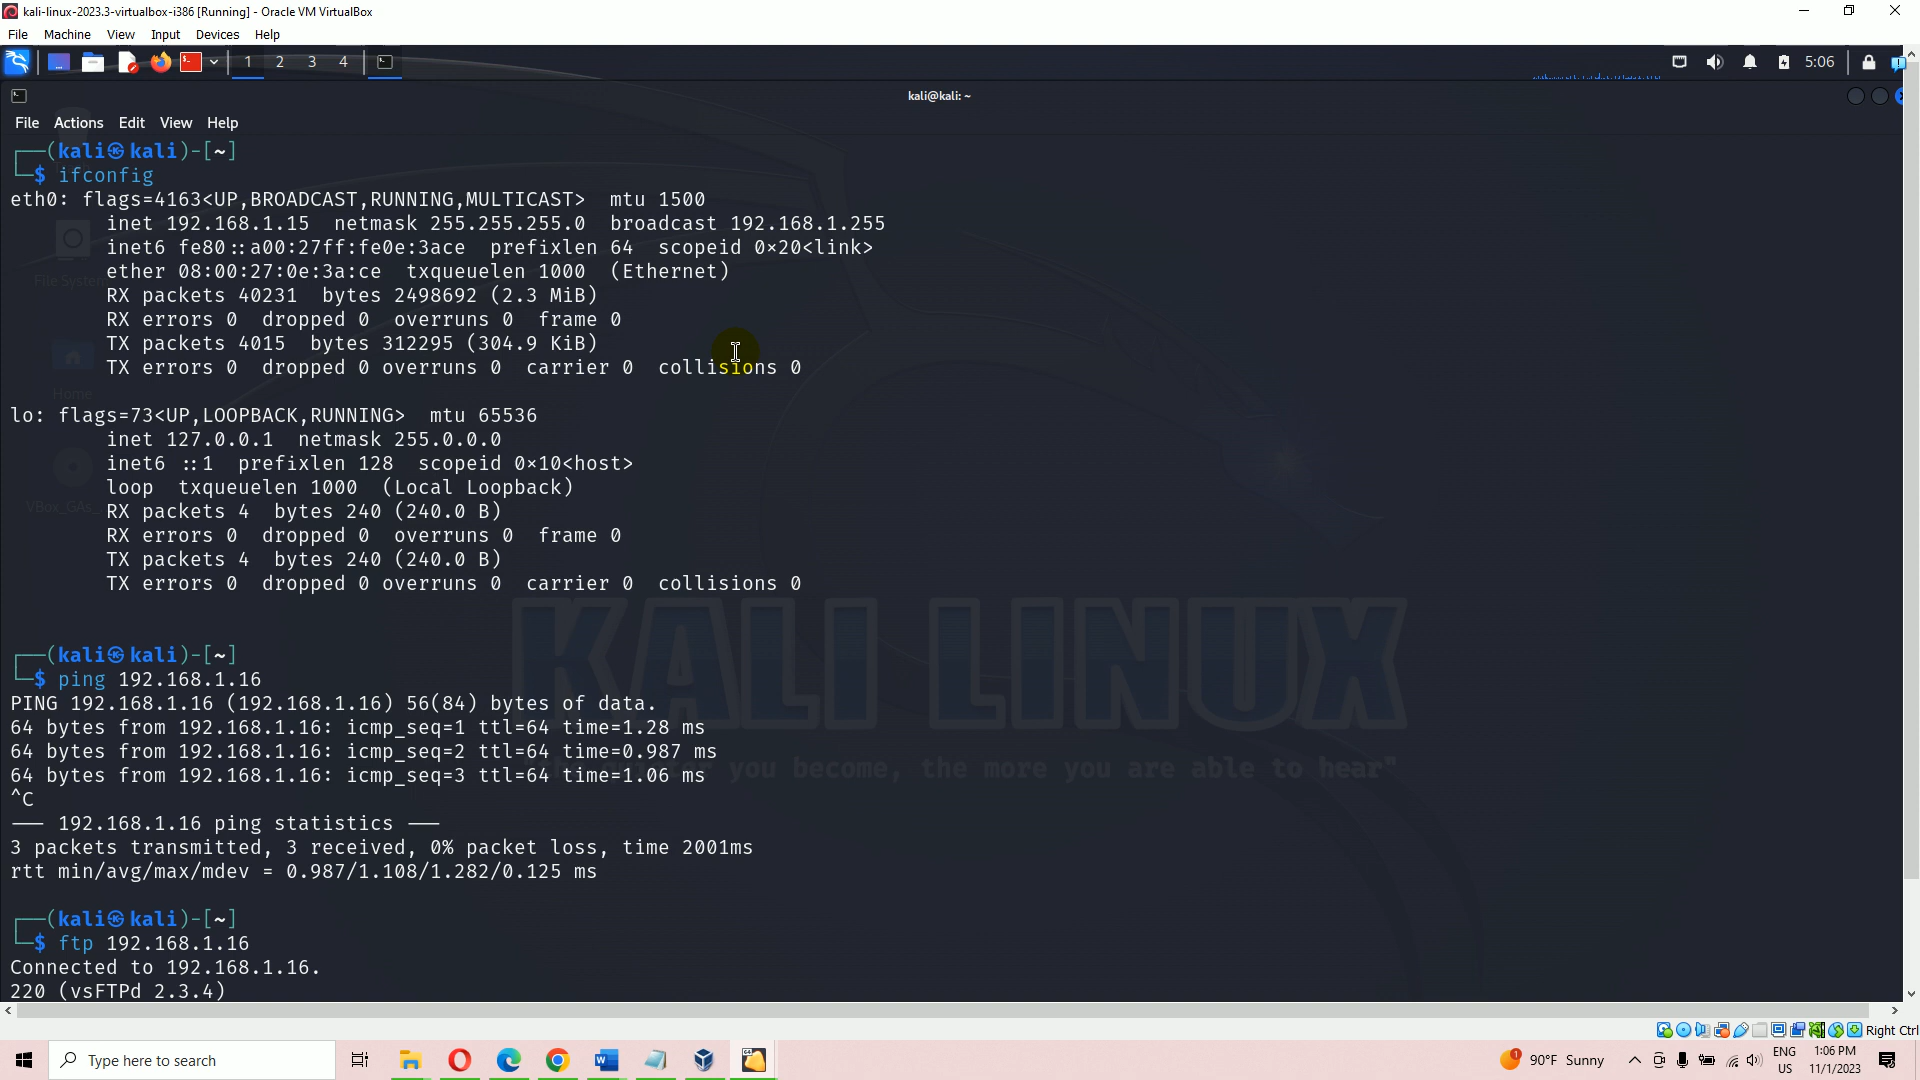 kali-linux-2023.3-virtualbox-i386 [Running] - Oracle VM VirtualBox
File Machine View Input Devices Help
1 2 3 4 5:06
kali@kali: ~
File Actions Edit View Help
┌──(kali㉿kali)-[~]
└─$ ifconfig
eth0: flags=4163<UP,BROADCAST,RUNNING,MULTICAST>  mtu 1500
inet 192.168.1.15  netmask 255.255.255.0  broadcast 192.168.1.255
inet6 fe80::a00:27ff:fe0e:3ace  prefixlen 64  scopeid 0×20<link>
ether 08:00:27:0e:3a:ce  txqueuelen 1000  (Ethernet)
File System
RX packets 40231  bytes 2498692 (2.3 MiB)
RX errors 0  dropped 0  overruns 0  frame 0
TX packets 4015  bytes 312295 (304.9 KiB)
TX errors 0  dropped 0 overruns 0  carrier 0  collisions 0
Home
lo: flags=73<UP,LOOPBACK,RUNNING>  mtu 65536
inet 127.0.0.1  netmask 255.0.0.0
inet6 ::1  prefixlen 128  scopeid 0×10<host>
loop  txqueuelen 1000  (Local Loopback)
VBox_GAs_
RX packets 4  bytes 240 (240.0 B)
RX errors 0  dropped 0  overruns 0  frame 0
TX packets 4  bytes 240 (240.0 B)
TX errors 0  dropped 0 overruns 0  carrier 0  collisions 0
KALI LINUX
┌──(kali㉿kali)-[~]
└─$ ping 192.168.1.16
PING 192.168.1.16 (192.168.1.16) 56(84) bytes of data.
64 bytes from 192.168.1.16: icmp_seq=1 ttl=64 time=1.28 ms
64 bytes from 192.168.1.16: icmp_seq=2 ttl=64 time=0.987 ms
64 bytes from 192.168.1.16: icmp_seq=3 ttl=64 time=1.06 ms
you become, the more you are able to hear"
^C
── 192.168.1.16 ping statistics ──
3 packets transmitted, 3 received, 0% packet loss, time 2001ms
rtt min/avg/max/mdev = 0.987/1.108/1.282/0.125 ms
┌──(kali㉿kali)-[~]
└─$ ftp 192.168.1.16
Connected to 192.168.1.16.
220 (vsFTPd 2.3.4)
Right Ctrl
Type here to search
1
90°F Sunny
ENG
US
1:06 PM
11/1/2023